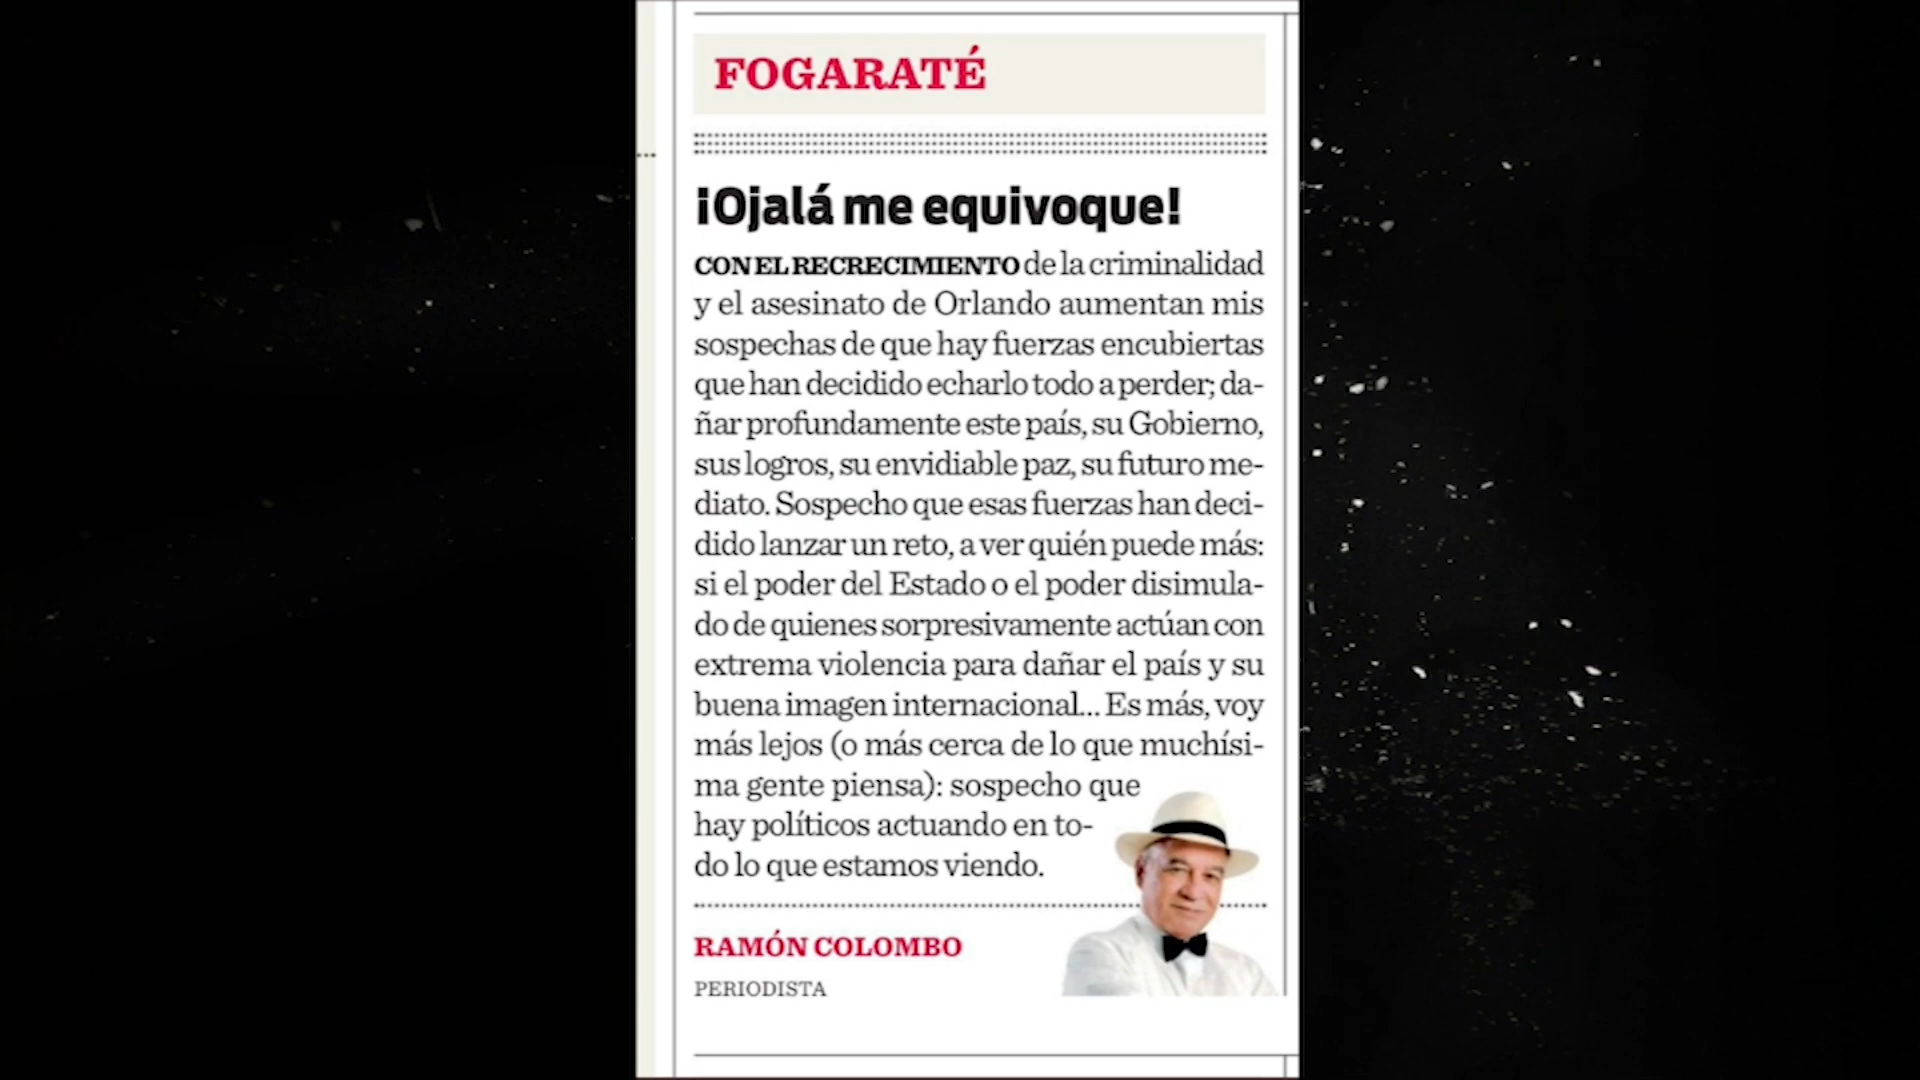 FOGARATÉ
¡Ojalá me equivoque!
CON EL RECRECIMIENTO de la criminalidad
y el asesinato de Orlando aumentan mis
sospechas de que hay fuerzas encubiertas
que han decidido echarlo todo a perder; da-
ñar profundamente este país, su Gobierno,
sus logros, su envidiable paz, su futuro me-
diato. Sospecho que esas fuerzas han deci-
dido lanzar un reto, a ver quién puede más:
si el poder del Estado o el poder disimula-
do de quienes sorpresivamente actúan con
extrema violencia para dañar el país y su
buena imagen internacional... Es más, voy
más lejos (o más cerca de lo que muchísi-
ma gente piensa): sospecho que
hay políticos actuando en to-
do lo que estamos viendo.
RAMÓN COLOMBO
PERIODISTA